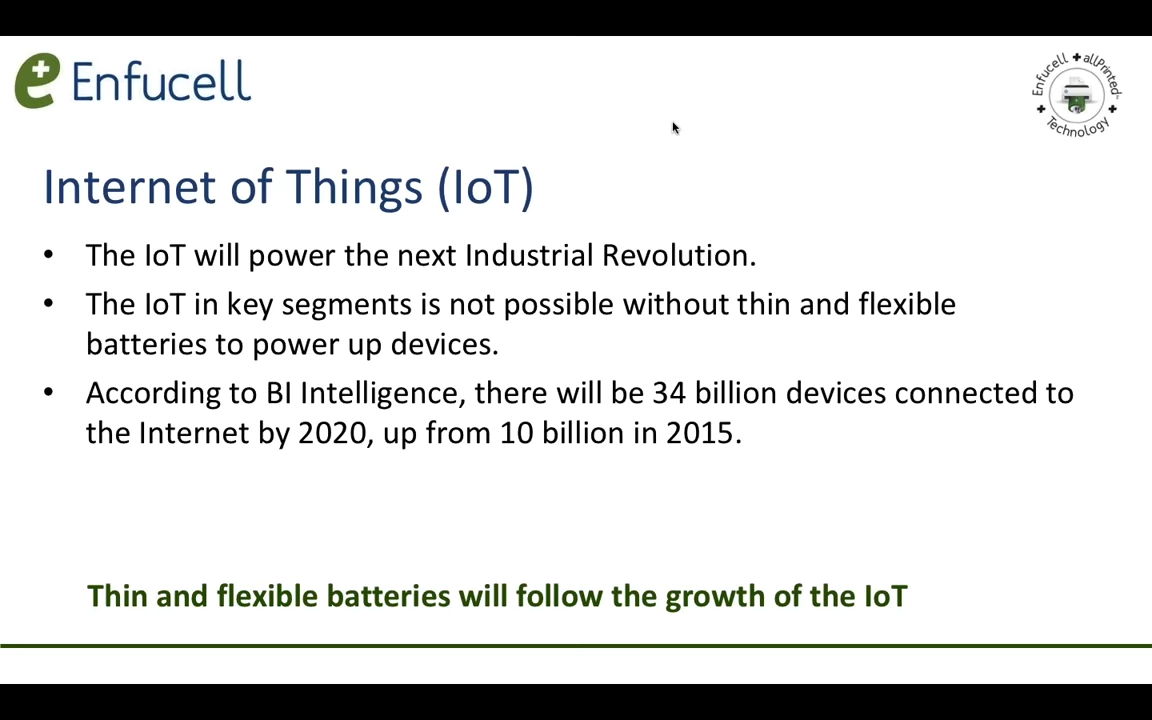 Enfucell
Enfucell + allPrinted™
+ Technology +
Internet of Things (IoT)
• The IoT will power the next Industrial Revolution.
• The IoT in key segments is not possible without thin and flexible
batteries to power up devices.
• According to BI Intelligence, there will be 34 billion devices connected to
the Internet by 2020, up from 10 billion in 2015.
Thin and flexible batteries will follow the growth of the IoT